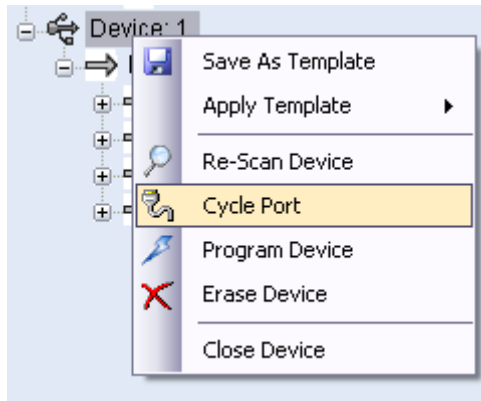 Device: 1
Save As Template
Apply Template
Re-Scan Device
Cycle Port
Program Device
Erase Device
Close Device